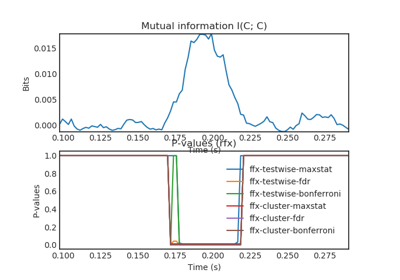 Mutual information I(C; C)
0.015
0.010
0.005
0.000
Bits
0.100 0.125 0.150 0.175 0.200 0.225 0.250 0.275
Time (s)
P-values (ffx)
1.0
0.8
0.6
0.4
0.2
0.0
P-values
ffx-testwise-maxstat
ffx-testwise-fdr
ffx-testwise-bonferroni
ffx-cluster-maxstat
ffx-cluster-fdr
ffx-cluster-bonferroni
0.100 0.125 0.150 0.175 0.200 0.225 0.250 0.275
Time (s)